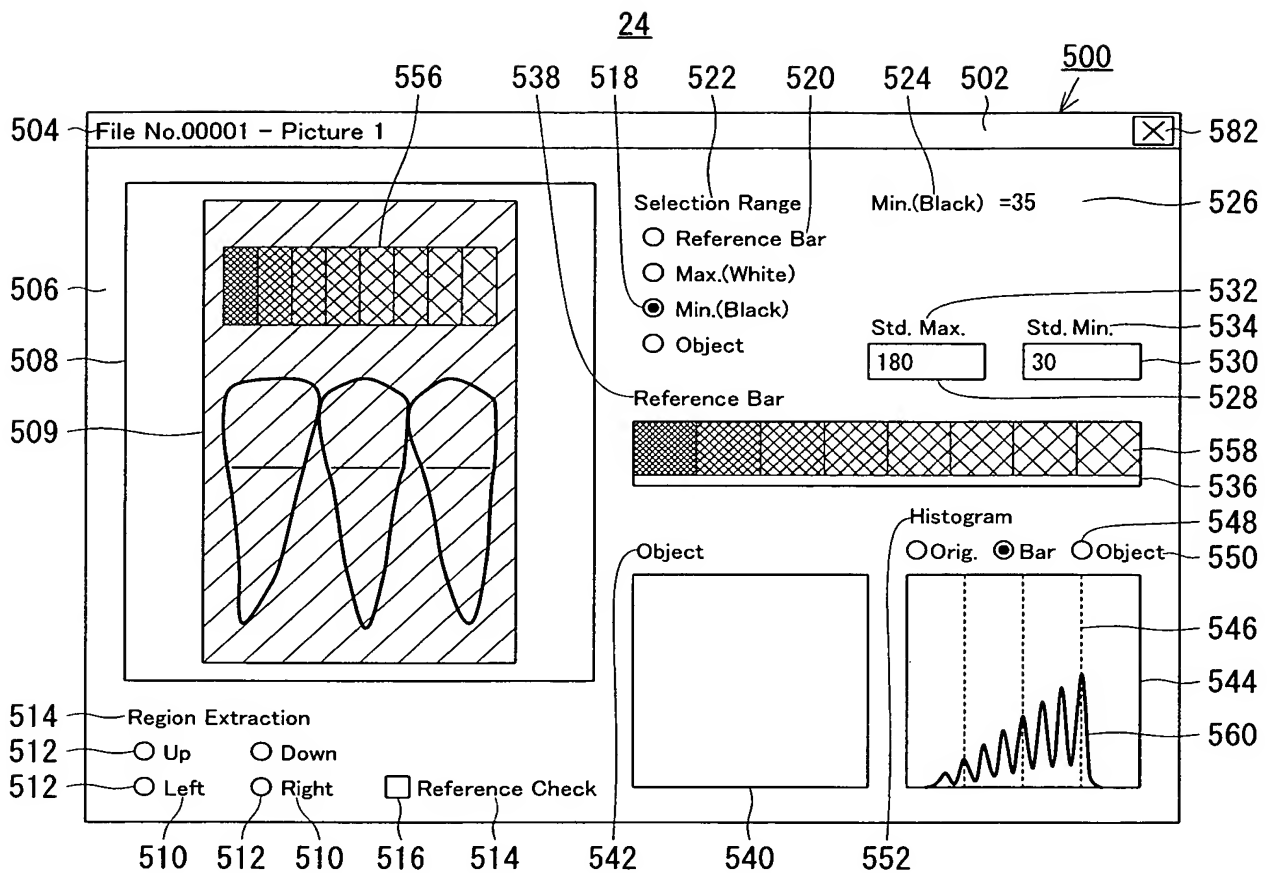 24
556 538 518 522 520 524 502 500
504 File No.00001 - Picture 1 582
Selection Range Min.(Black) =35 526
Reference Bar
506 Max.(White)
Min.(Black) 532
Std. Max. Std. Min. 534
508 Object 180 30 530
528
Reference Bar
509
558
536
Histogram 548
Object Orig. Bar Object 550
546
544
514 Region Extraction
512 Up Down 560
512 Left Right Reference Check
510 512 510 516 514 542 540 552